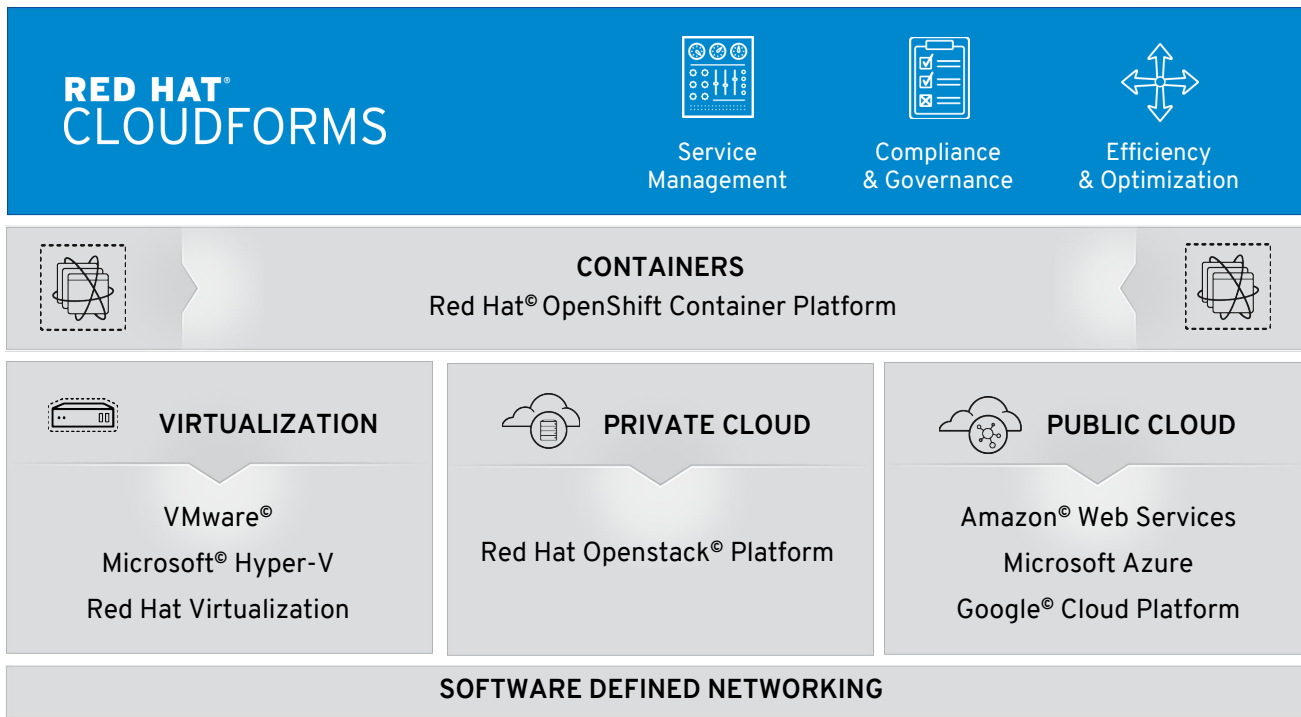 RED HAT®
CLOUDFORMS
Service
Management
Compliance
& Governance
Efficiency
& Optimization
CONTAINERS
Red Hat© OpenShift Container Platform
VIRTUALIZATION
VMware©
Microsoft© Hyper-V
Red Hat Virtualization
PRIVATE CLOUD
Red Hat Openstack© Platform
PUBLIC CLOUD
Amazon© Web Services
Microsoft Azure
Google© Cloud Platform
SOFTWARE DEFINED NETWORKING